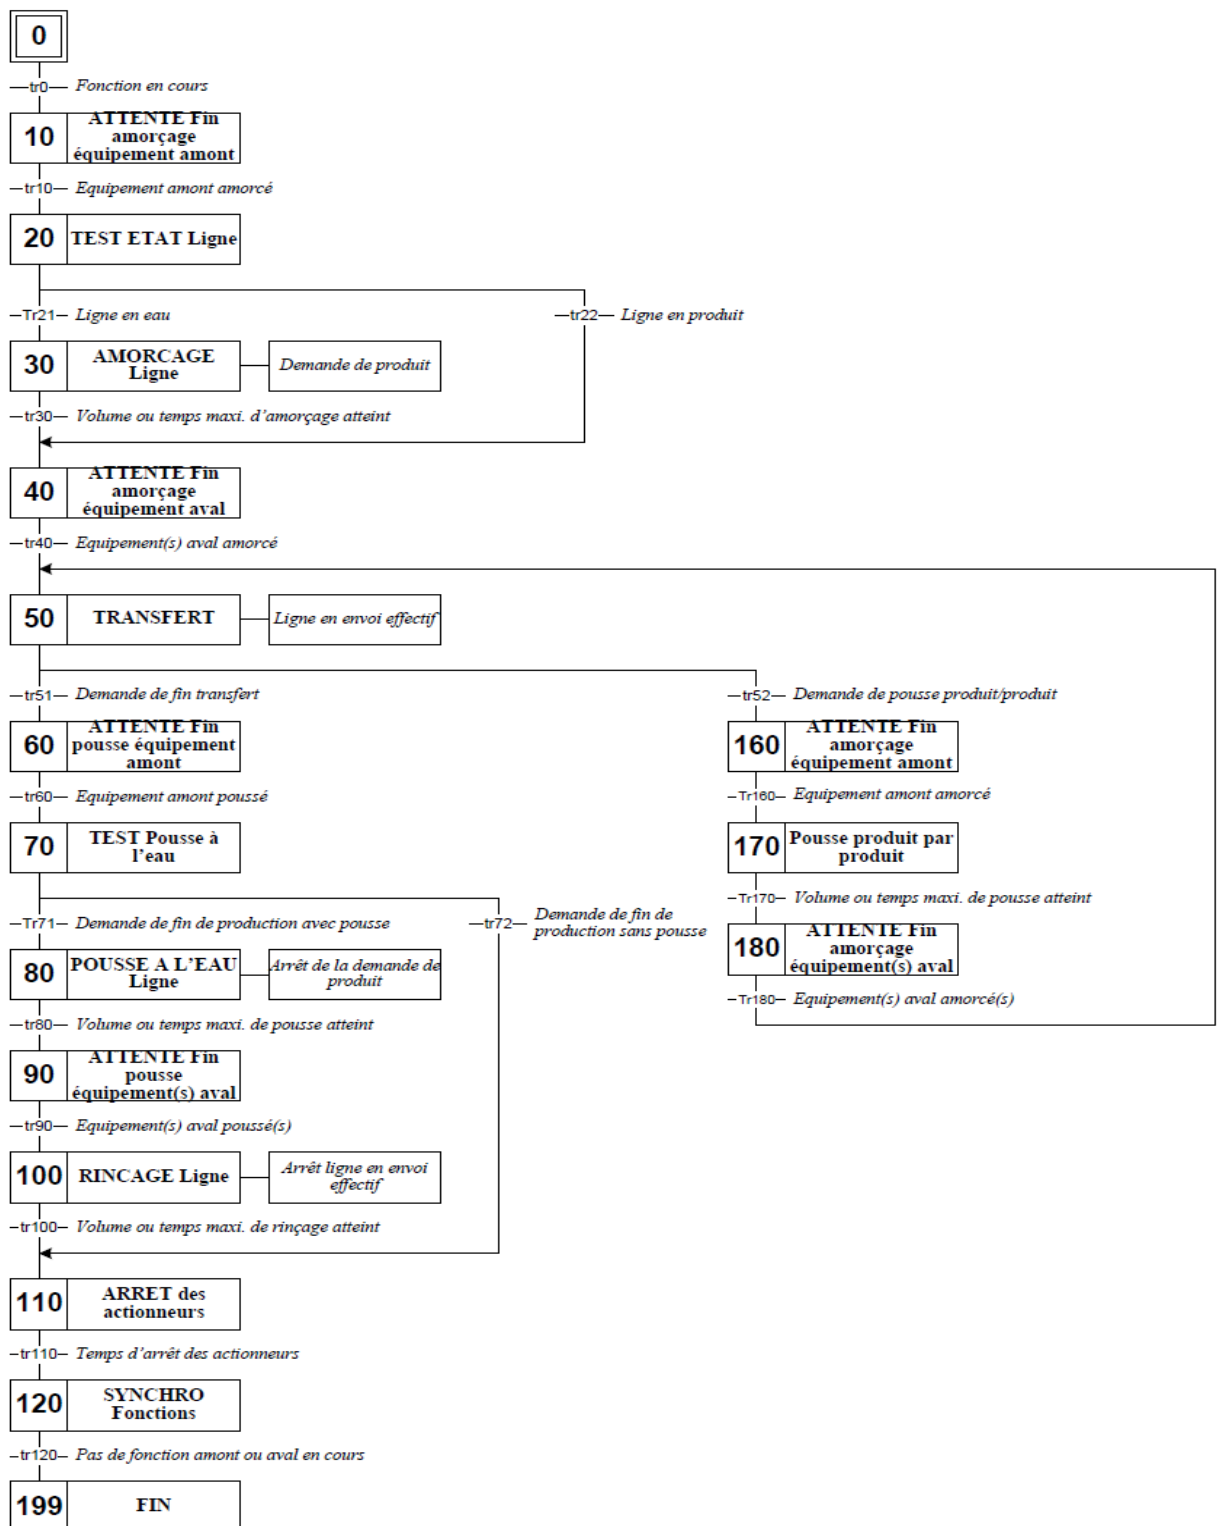 0
tr0 Fonction en cours
10 ATTENTE Fin
amorçage
équipement amont
tr10 Equipement amont amorcé
20 TEST ETAT Ligne
Tr21 Ligne en eau
tr22 Ligne en produit
30 AMORCAGE
Ligne
Demande de produit
tr30 Volume ou temps maxi. d'amorçage atteint
40 ATTENTE Fin
amorçage
équipement aval
tr40 Equipement(s) aval amorcé
50 TRANSFERT
Ligne en envoi effectif
tr51 Demande de fin transfert
tr52 Demande de pousse produit/produit
60 ATTENTE Fin
pousse équipement
amont
160 ATTENTE Fin
amorçage
équipement amont
tr60 Equipement amont poussé
Tr160 Equipement amont amorcé
70 TEST Pousse à
l'eau
170 Pousse produit par
produit
Tr71 Demande de fin de production avec pousse
tr72 Demande de fin de
production sans pousse
Tr170 Volume ou temps maxi. de pousse atteint
80 POUSSE A L'EAU
Ligne
Arrêt de la demande de
produit
180 ATTENTE Fin
amorçage
équipement(s) aval
tr80 Volume ou temps maxi. de pousse atteint
Tr180 Equipement(s) aval amorcé(s)
90 ATTENTE Fin
pousse
équipement(s) aval
tr90 Equipement(s) aval poussé(s)
100 RINCAGE Ligne
Arrêt ligne en envoi
effectif
tr100 Volume ou temps maxi. de rinçage atteint
110 ARRET des
actionneurs
tr110 Temps d'arrêt des actionneurs
120 SYNCHRO
Fonctions
tr120 Pas de fonction amont ou aval en cours
199 FIN